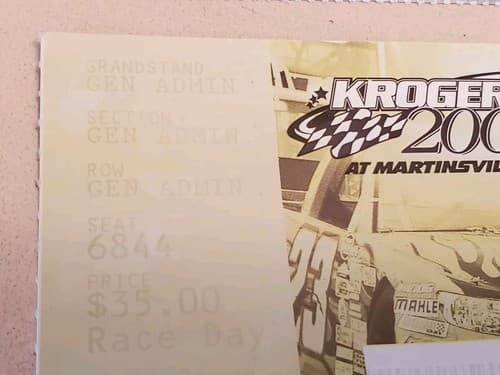 GRANDSTAND
GEN ADMIN
SECTION
GEN ADMIN
ROW
GEN ADMIN
SEAT
6844
PRICE
$35.00
Race Day
KROGER
200
AT MARTINSVIL
MAHLE